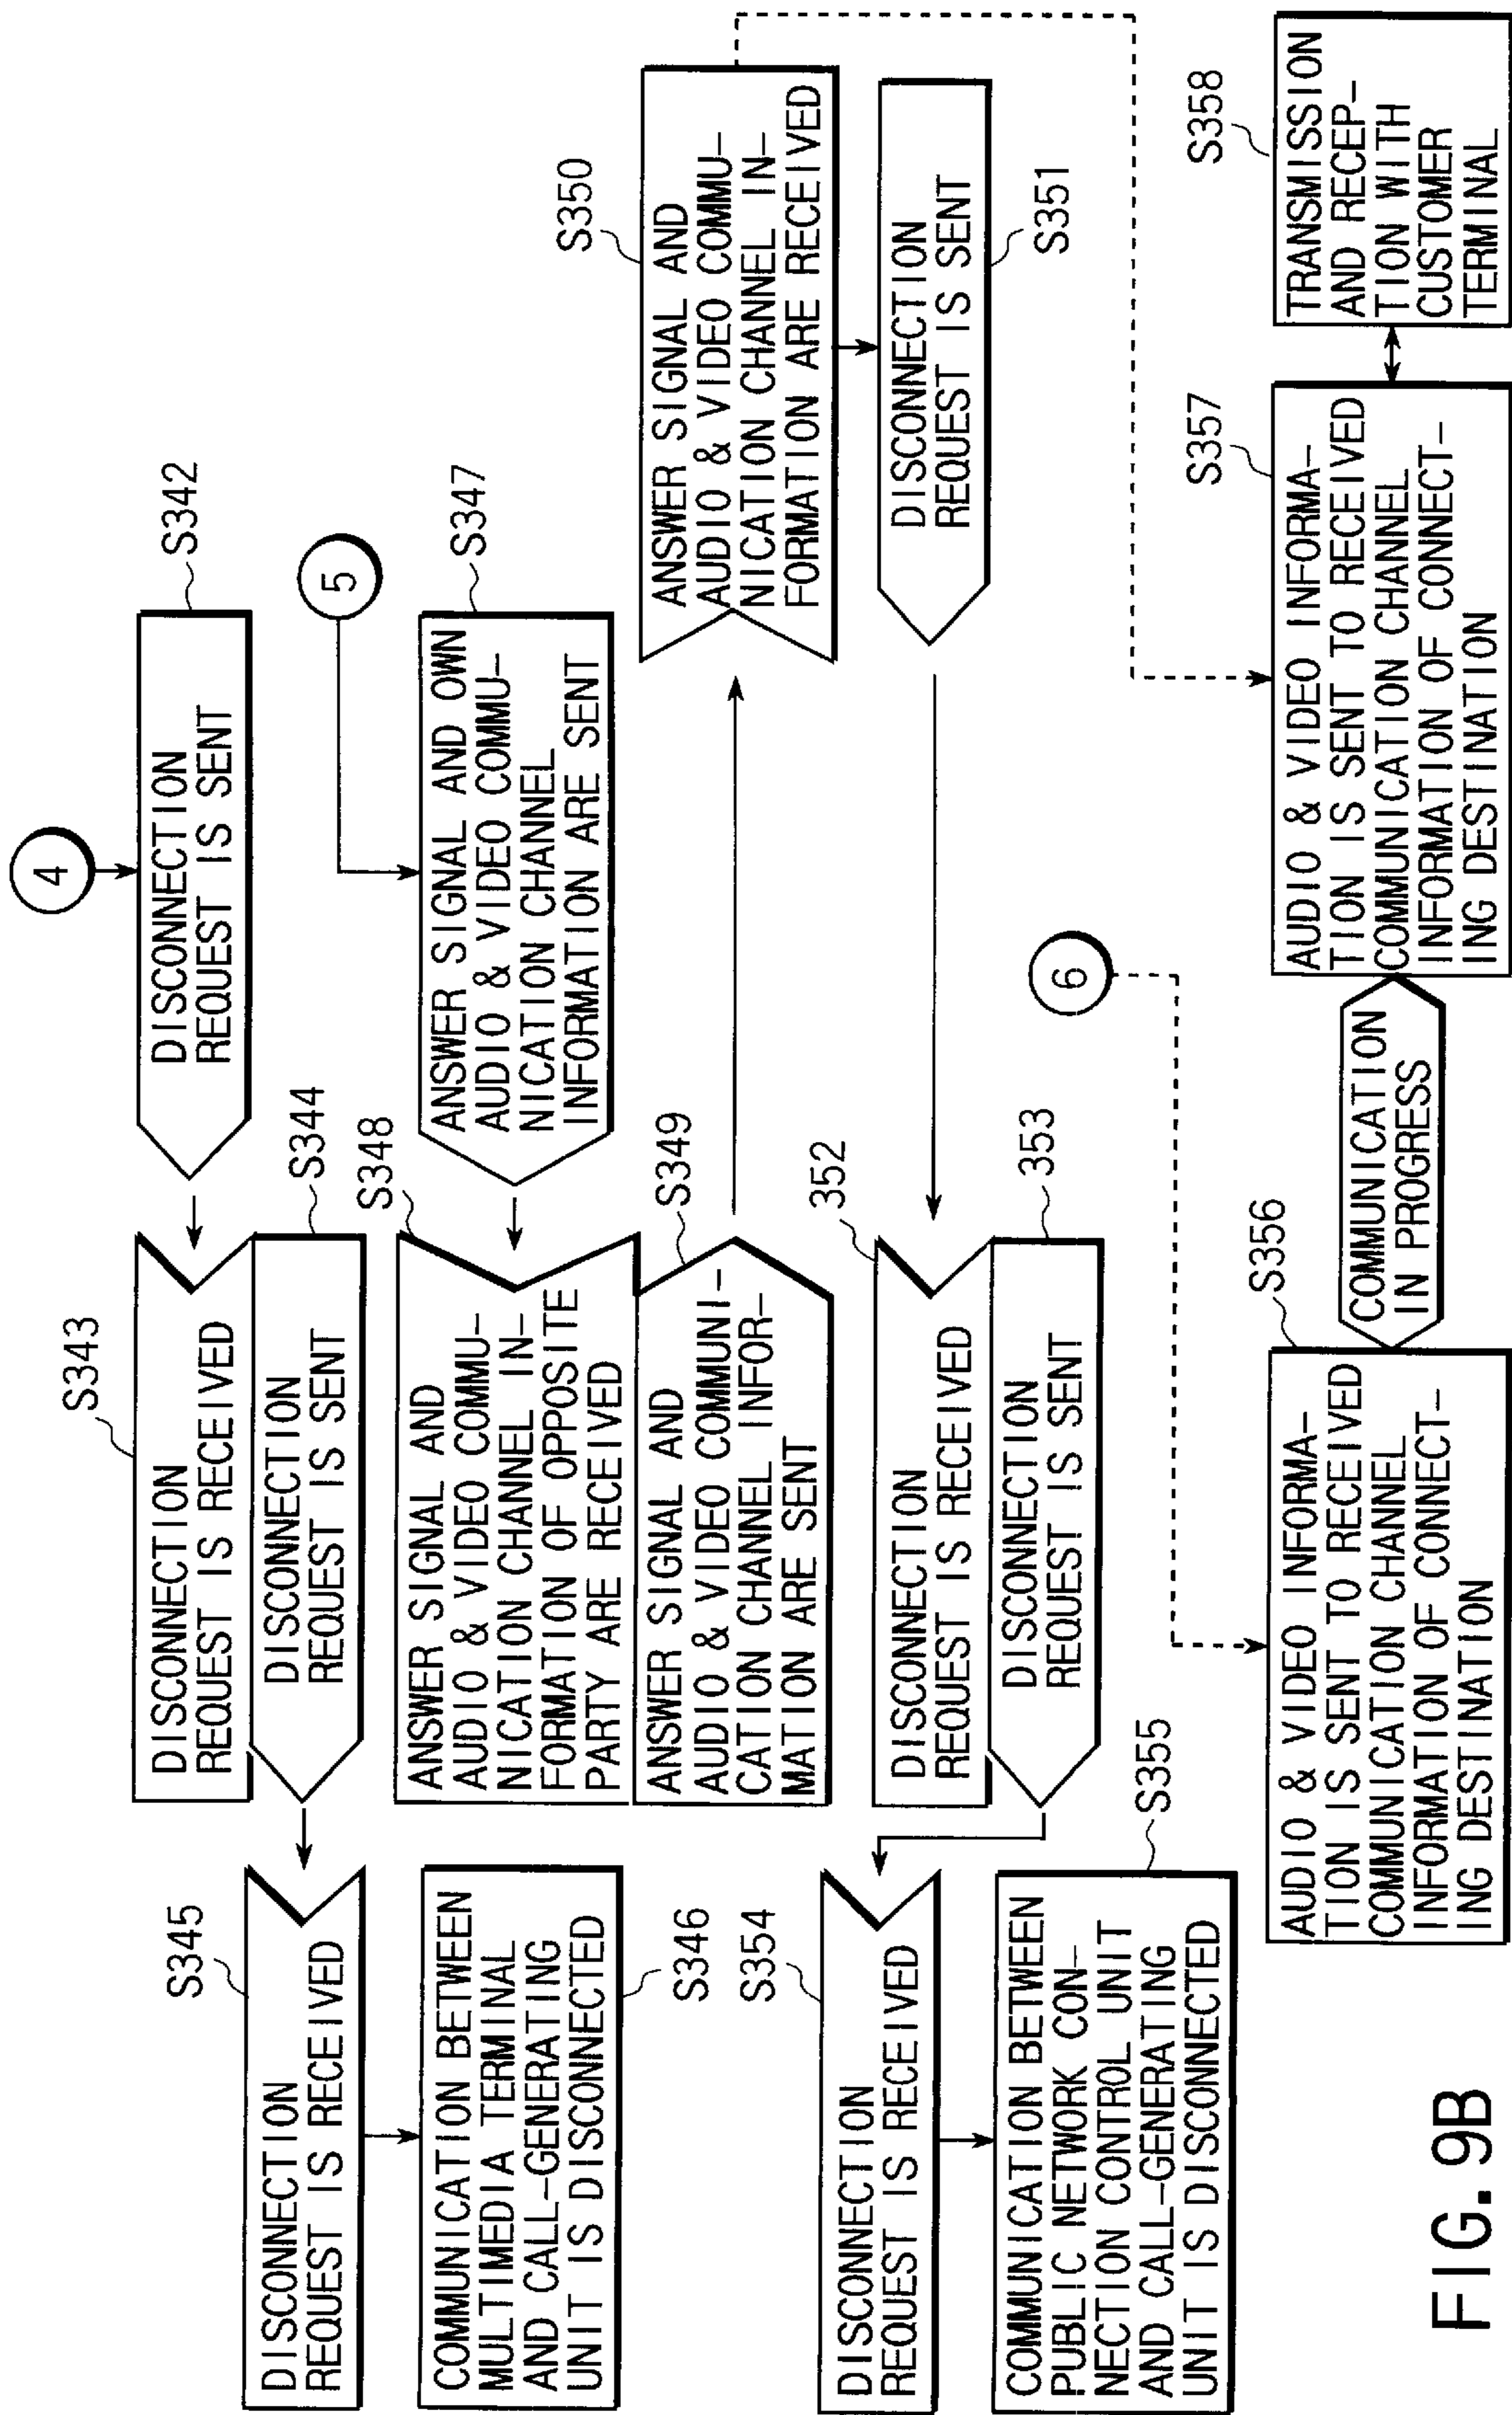 4
DISCONNECTION
REQUEST IS SENT
S342
S343
DISCONNECTION
REQUEST IS RECEIVED
DISCONNECTION
REQUEST IS SENT
S344
S345
DISCONNECTION
REQUEST IS RECEIVED
COMMUNICATION BETWEEN
MULTIMEDIA TERMINAL
AND CALL-GENERATING
UNIT IS DISCONNECTED
S346
5
S347
ANSWER SIGNAL AND OWN
AUDIO & VIDEO COMMU-
NICATION CHANNEL
INFORMATION ARE SENT
S348
ANSWER SIGNAL AND
AUDIO & VIDEO COMMU-
NICATION CHANNEL IN-
FORMATION OF OPPOSITE
PARTY ARE RECEIVED
S349
ANSWER SIGNAL AND
AUDIO & VIDEO COMMUNI-
CATION CHANNEL INFOR-
MATION ARE SENT
S350
ANSWER SIGNAL AND
AUDIO & VIDEO COMMU-
NICATION CHANNEL IN-
FORMATION ARE RECEIVED
DISCONNECTION
REQUEST IS SENT
S351
352
DISCONNECTION
REQUEST IS RECEIVED
DISCONNECTION
REQUEST IS SENT
353
S354
DISCONNECTION
REQUEST IS RECEIVED
COMMUNICATION BETWEEN
PUBLIC NETWORK CON-
NECTION CONTROL UNIT
AND CALL-GENERATING
UNIT IS DISCONNECTED
S355
6
S356
AUDIO & VIDEO INFORMA-
TION IS SENT TO RECEIVED
COMMUNICATION CHANNEL
INFORMATION OF CONNECT-
ING DESTINATION
COMMUNICATION
IN PROGRESS
S357
AUDIO & VIDEO INFORMA-
TION IS SENT TO RECEIVED
COMMUNICATION CHANNEL
INFORMATION OF CONNECT-
ING DESTINATION
S358
TRANSMISSION
AND RECEP-
TION WITH
CUSTOMER
TERMINAL
FIG. 9B